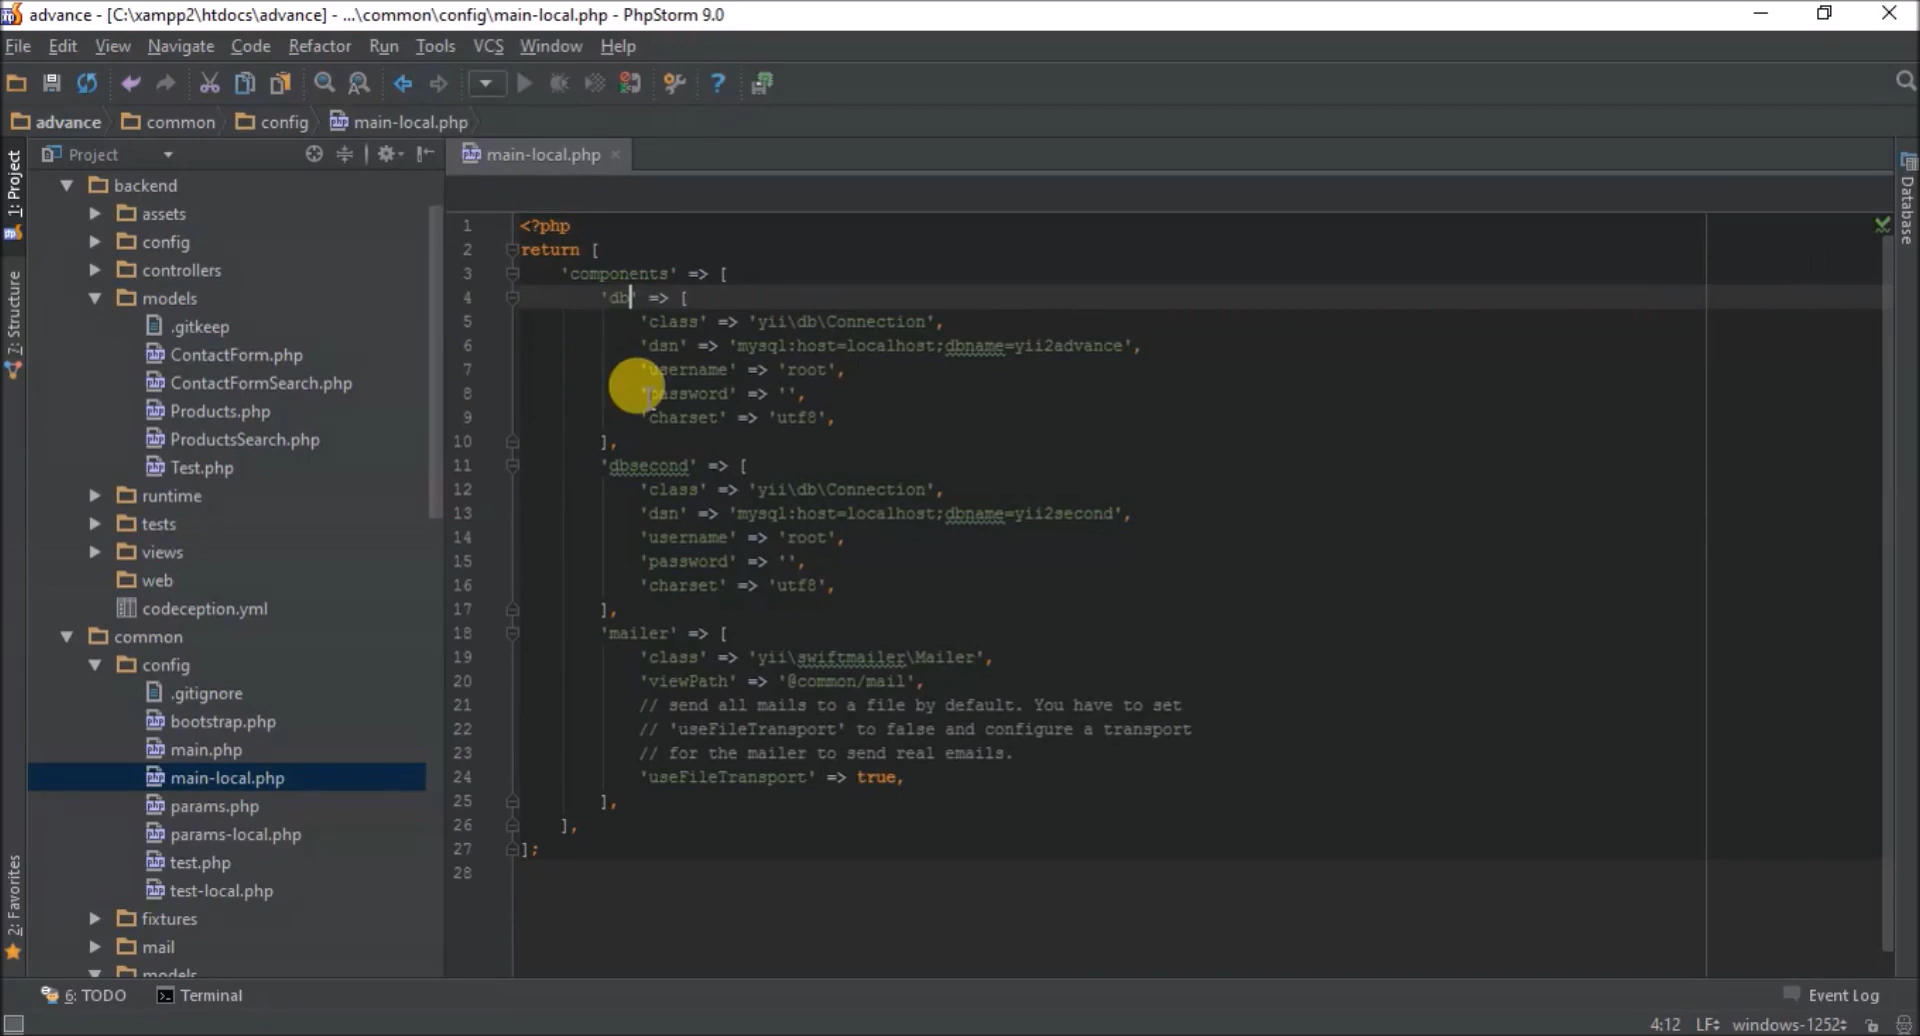 advance - [C:\xampp2\htdocs\advance] - ...\common\config\main-local.php - PhpStorm 9.0
File Edit View Navigate Code Refactor Run Tools VCS Window Help
advance common config main-local.php
1: Project
7: Structure
2: Favorites
Project
backend
assets
config
controllers
models
.gitkeep
ContactForm.php
ContactFormSearch.php
Products.php
ProductsSearch.php
Test.php
runtime
tests
views
web
codeception.yml
common
config
.gitignore
bootstrap.php
main.php
main-local.php
params.php
params-local.php
test.php
test-local.php
fixtures
mail
models
main-local.php
1 <?php
2 return [
3 'components' => [
4 'db' => [
5 'class' => 'yii\db\Connection',
6 'dsn' => 'mysql:host=localhost;dbname=yii2advance',
7 'username' => 'root',
8 'password' => '',
9 'charset' => 'utf8',
10 ],
11 'dbsecond' => [
12 'class' => 'yii\db\Connection',
13 'dsn' => 'mysql:host=localhost;dbname=yii2second',
14 'username' => 'root',
15 'password' => '',
16 'charset' => 'utf8',
17 ],
18 'mailer' => [
19 'class' => 'yii\swiftmailer\Mailer',
20 'viewPath' => '@common/mail',
21 // send all mails to a file by default. You have to set
22 // 'useFileTransport' to false and configure a transport
23 // for the mailer to send real emails.
24 'useFileTransport' => true,
25 ],
26 ],
27 ];
28
Database
6: TODO Terminal Event Log
4:12 LF windows-1252